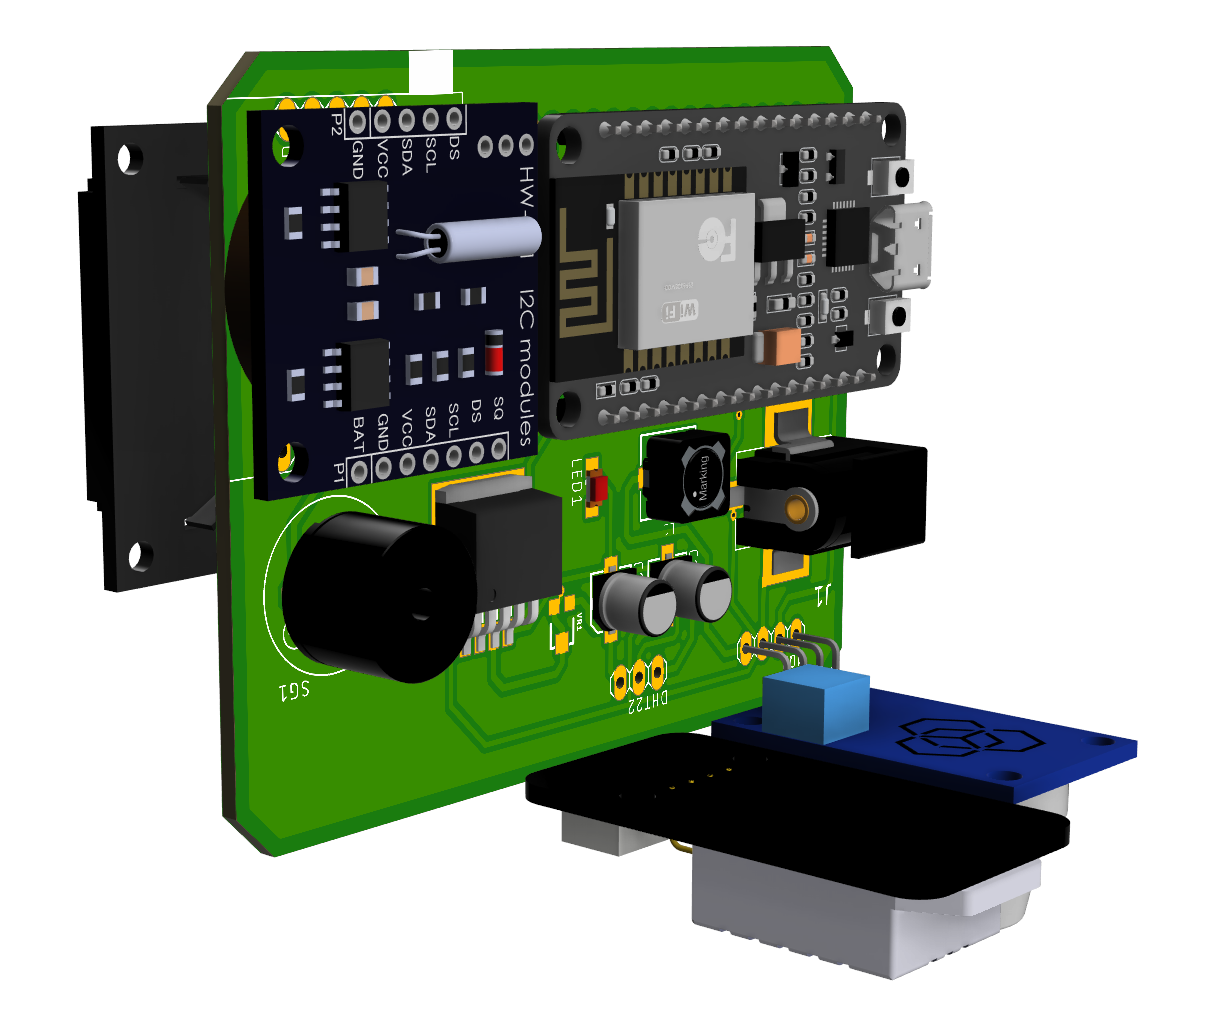 P2
GND
VCC
SDA
SCL
DS
HW-
I2C modules
BAT
GND
VCC
SDA
SCL
DS
SQ
P1
WiFi
LED1
Marking
J1
VR1
SG1
DHT22